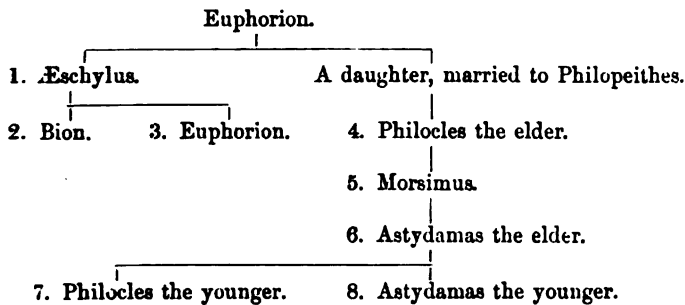 Euphorion.
1. Æschylus. A daughter, married to Philopeithes.
2. Bion. 3. Euphorion. 4. Philocles the elder.
5. Morsimus.
6. Astydamas the elder.
7. Philocles the younger. 8. Astydamas the younger.